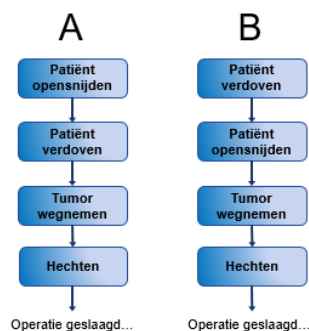 A
Patiënt
opensnijden
Patiënt
verdoven
Tumor
wegnemen
Hechten
Operatie geslaagd...
B
Patiënt
verdoven
Patiënt
opensnijden
Tumor
wegnemen
Hechten
Operatie geslaagd...